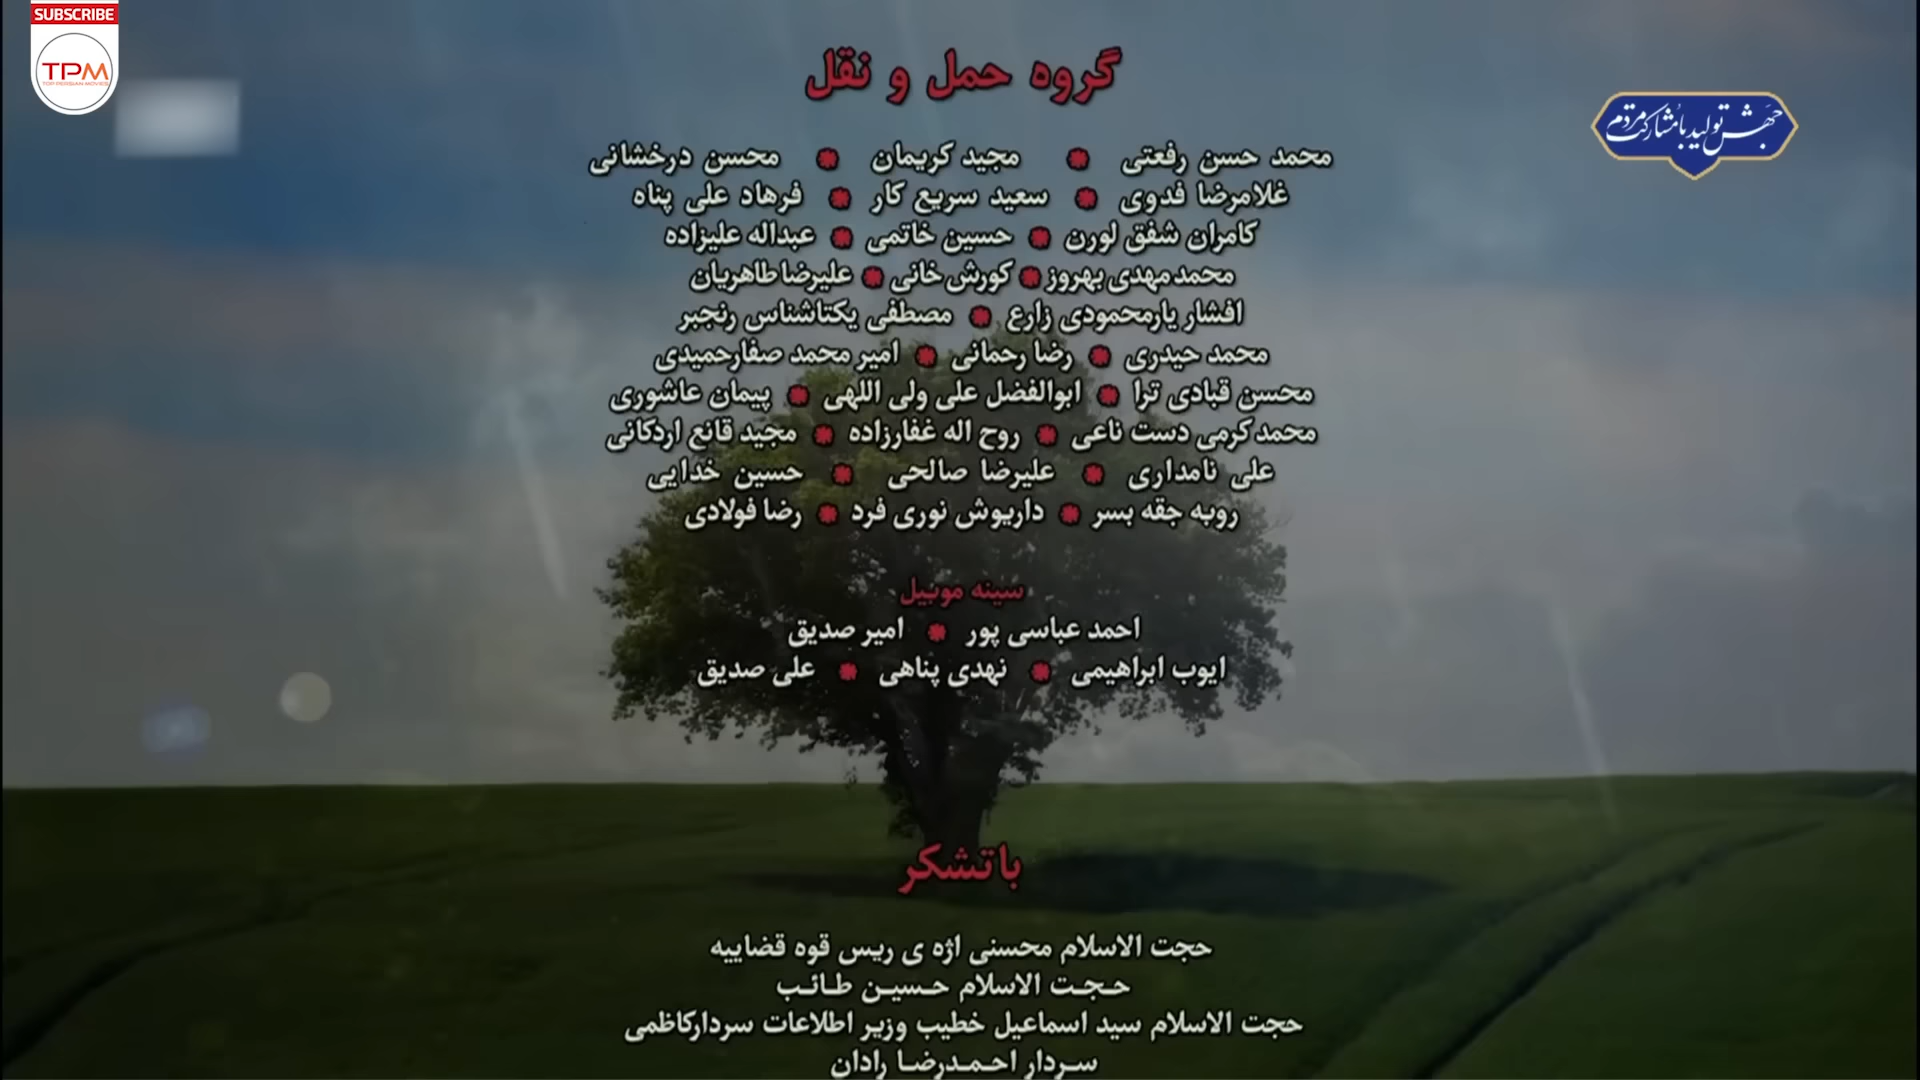 SUBSCRIBE
TPM
TOP PERSIAN MOVIES
جهش تولید با مشارکت مردم
گروه حمل و نقل
محمد حسن رفعتی * مجید کریمان * محسن درخشانی
غلامرضا فدوی * سعید سریع کار * فرهاد علی پناه
کامران شفق لورن * حسین خاتمی * عبداله علیزاده
محمدمهدی بهروز * کورش خانی * علیرضا طاهریان
افشار یارمحمودی زارع * مصطفی یکتاشناس رنجبر
محمد حیدری * رضا رحمانی * امیر محمد صفارحمیدی
محسن قبادی ترا * ابوالفضل علی ولی اللهی * پیمان عاشوری
محمدکرمی دست ناعی * روح اله غفارزاده * مجید قانع اردکانی
علی نامداری * علیرضا صالحی * حسین خدایی
روبه جقه بسر * داریوش نوری فرد * رضا فولادی
سینه موبیل
احمد عباسی پور * امیر صدیق
ایوب ابراهیمی * نهدی پناهی * علی صدیق
باتشکر
حجت الاسلام محسنی اژه ی ریس قوه قضاییه
حجت الاسلام حسین طائب
حجت الاسلام سید اسماعیل خطیب وزیر اطلاعات سردارکاظمی
سردار احمدرضا رادان